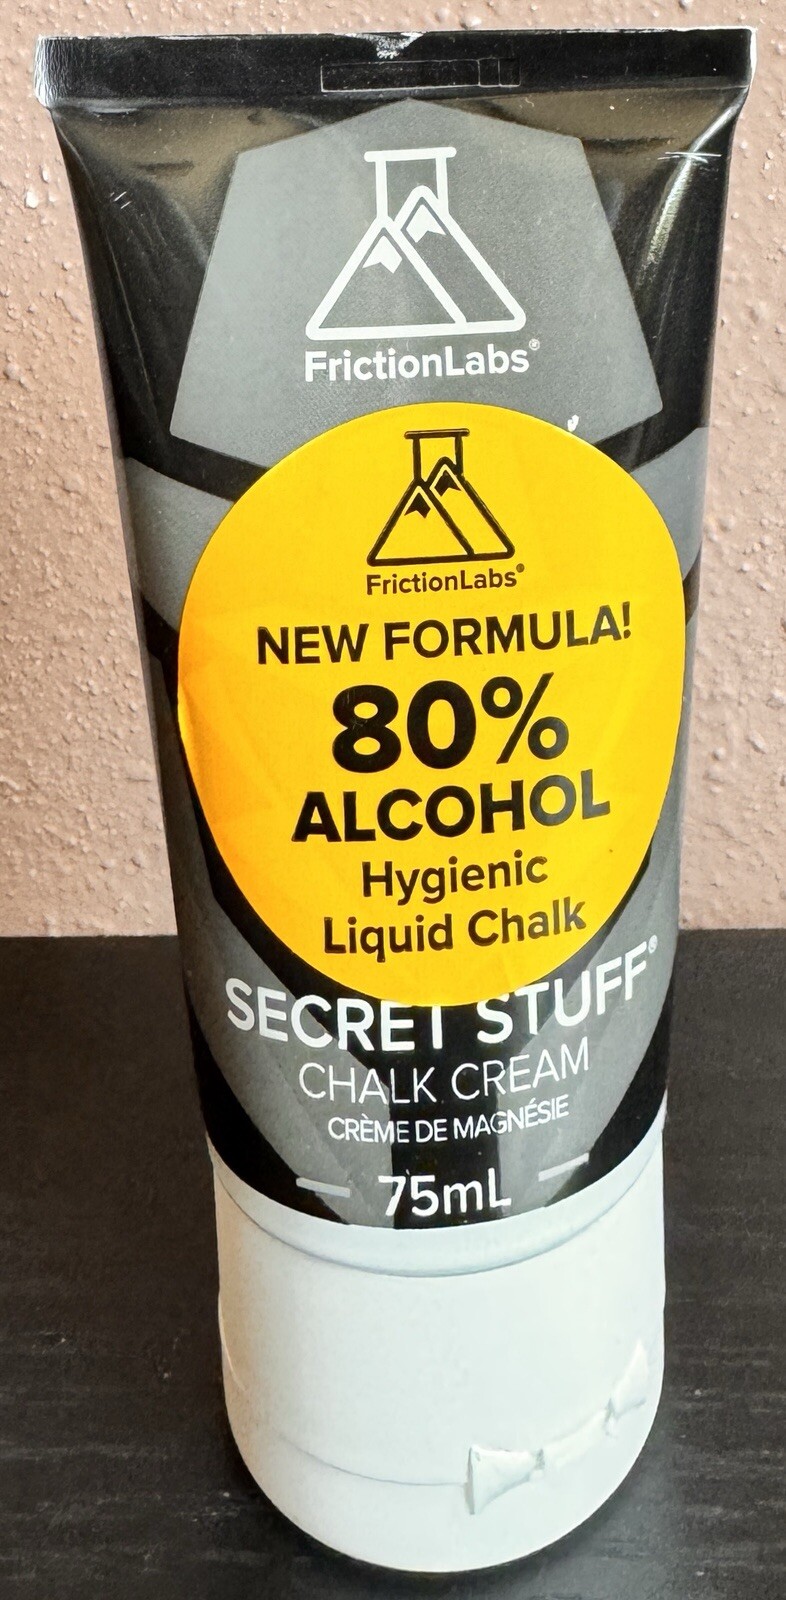 FrictionLabs®
FrictionLabs®
NEW FORMULA!
80%
ALCOHOL
Hygienic
Liquid Chalk
SECRET STUFF®
CHALK CREAM
CRÈME DE MAGNÉSIE
75mL